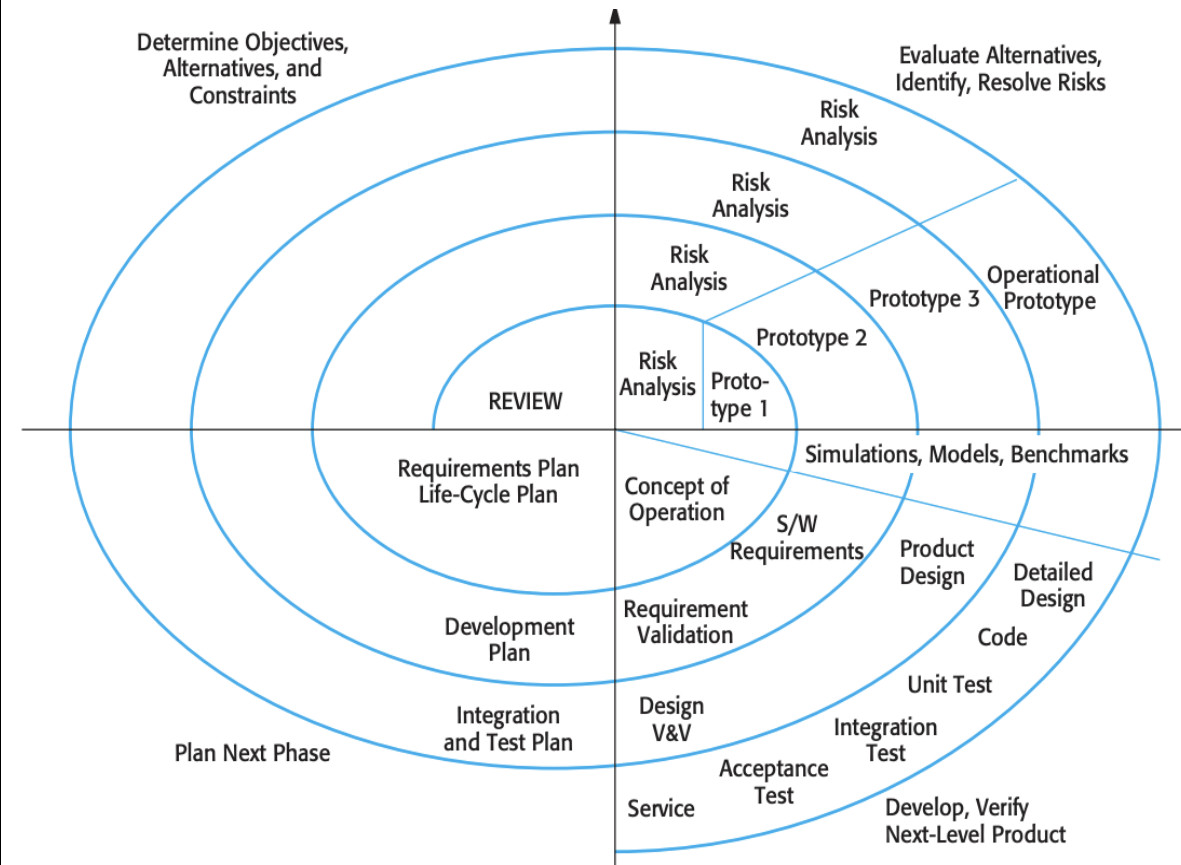 Determine Objectives,
Alternatives, and
Constraints
Evaluate Alternatives,
Identify, Resolve Risks
Risk
Analysis
Risk
Analysis
Risk
Analysis
Risk
Analysis
Operational
Prototype
Prototype 3
Prototype 2
Proto-
type 1
REVIEW
Requirements Plan
Life-Cycle Plan
Simulations, Models, Benchmarks
Concept of
Operation
S/W
Requirements
Product
Design
Detailed
Design
Requirement
Validation
Code
Development
Plan
Unit Test
Integration
and Test Plan
Design
V&V
Integration
Test
Plan Next Phase
Acceptance
Test
Service
Develop, Verify
Next-Level Product